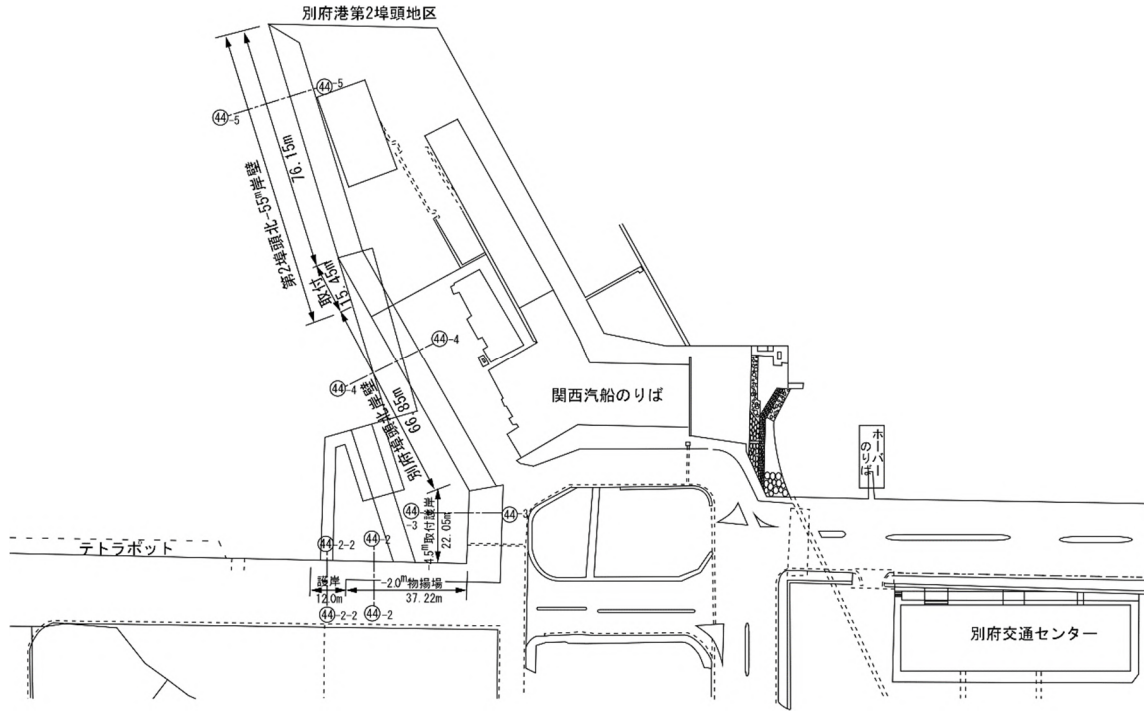 別府港第2埠頭地区
44-5
44-5
76.15m
第2埠頭北-55m岸壁
取付
15.45m
44-4
44-4
別府埠頭北岸壁
66.85m
関西汽船のりば
ホーバー
のりば
44
-3
44-3
-4.5m取付護岸
22.05m
テトラポット
44-2-2
44-2
護岸
12.0m
-2.0m物揚場
37.22m
44-2-2
44-2
別府交通センター